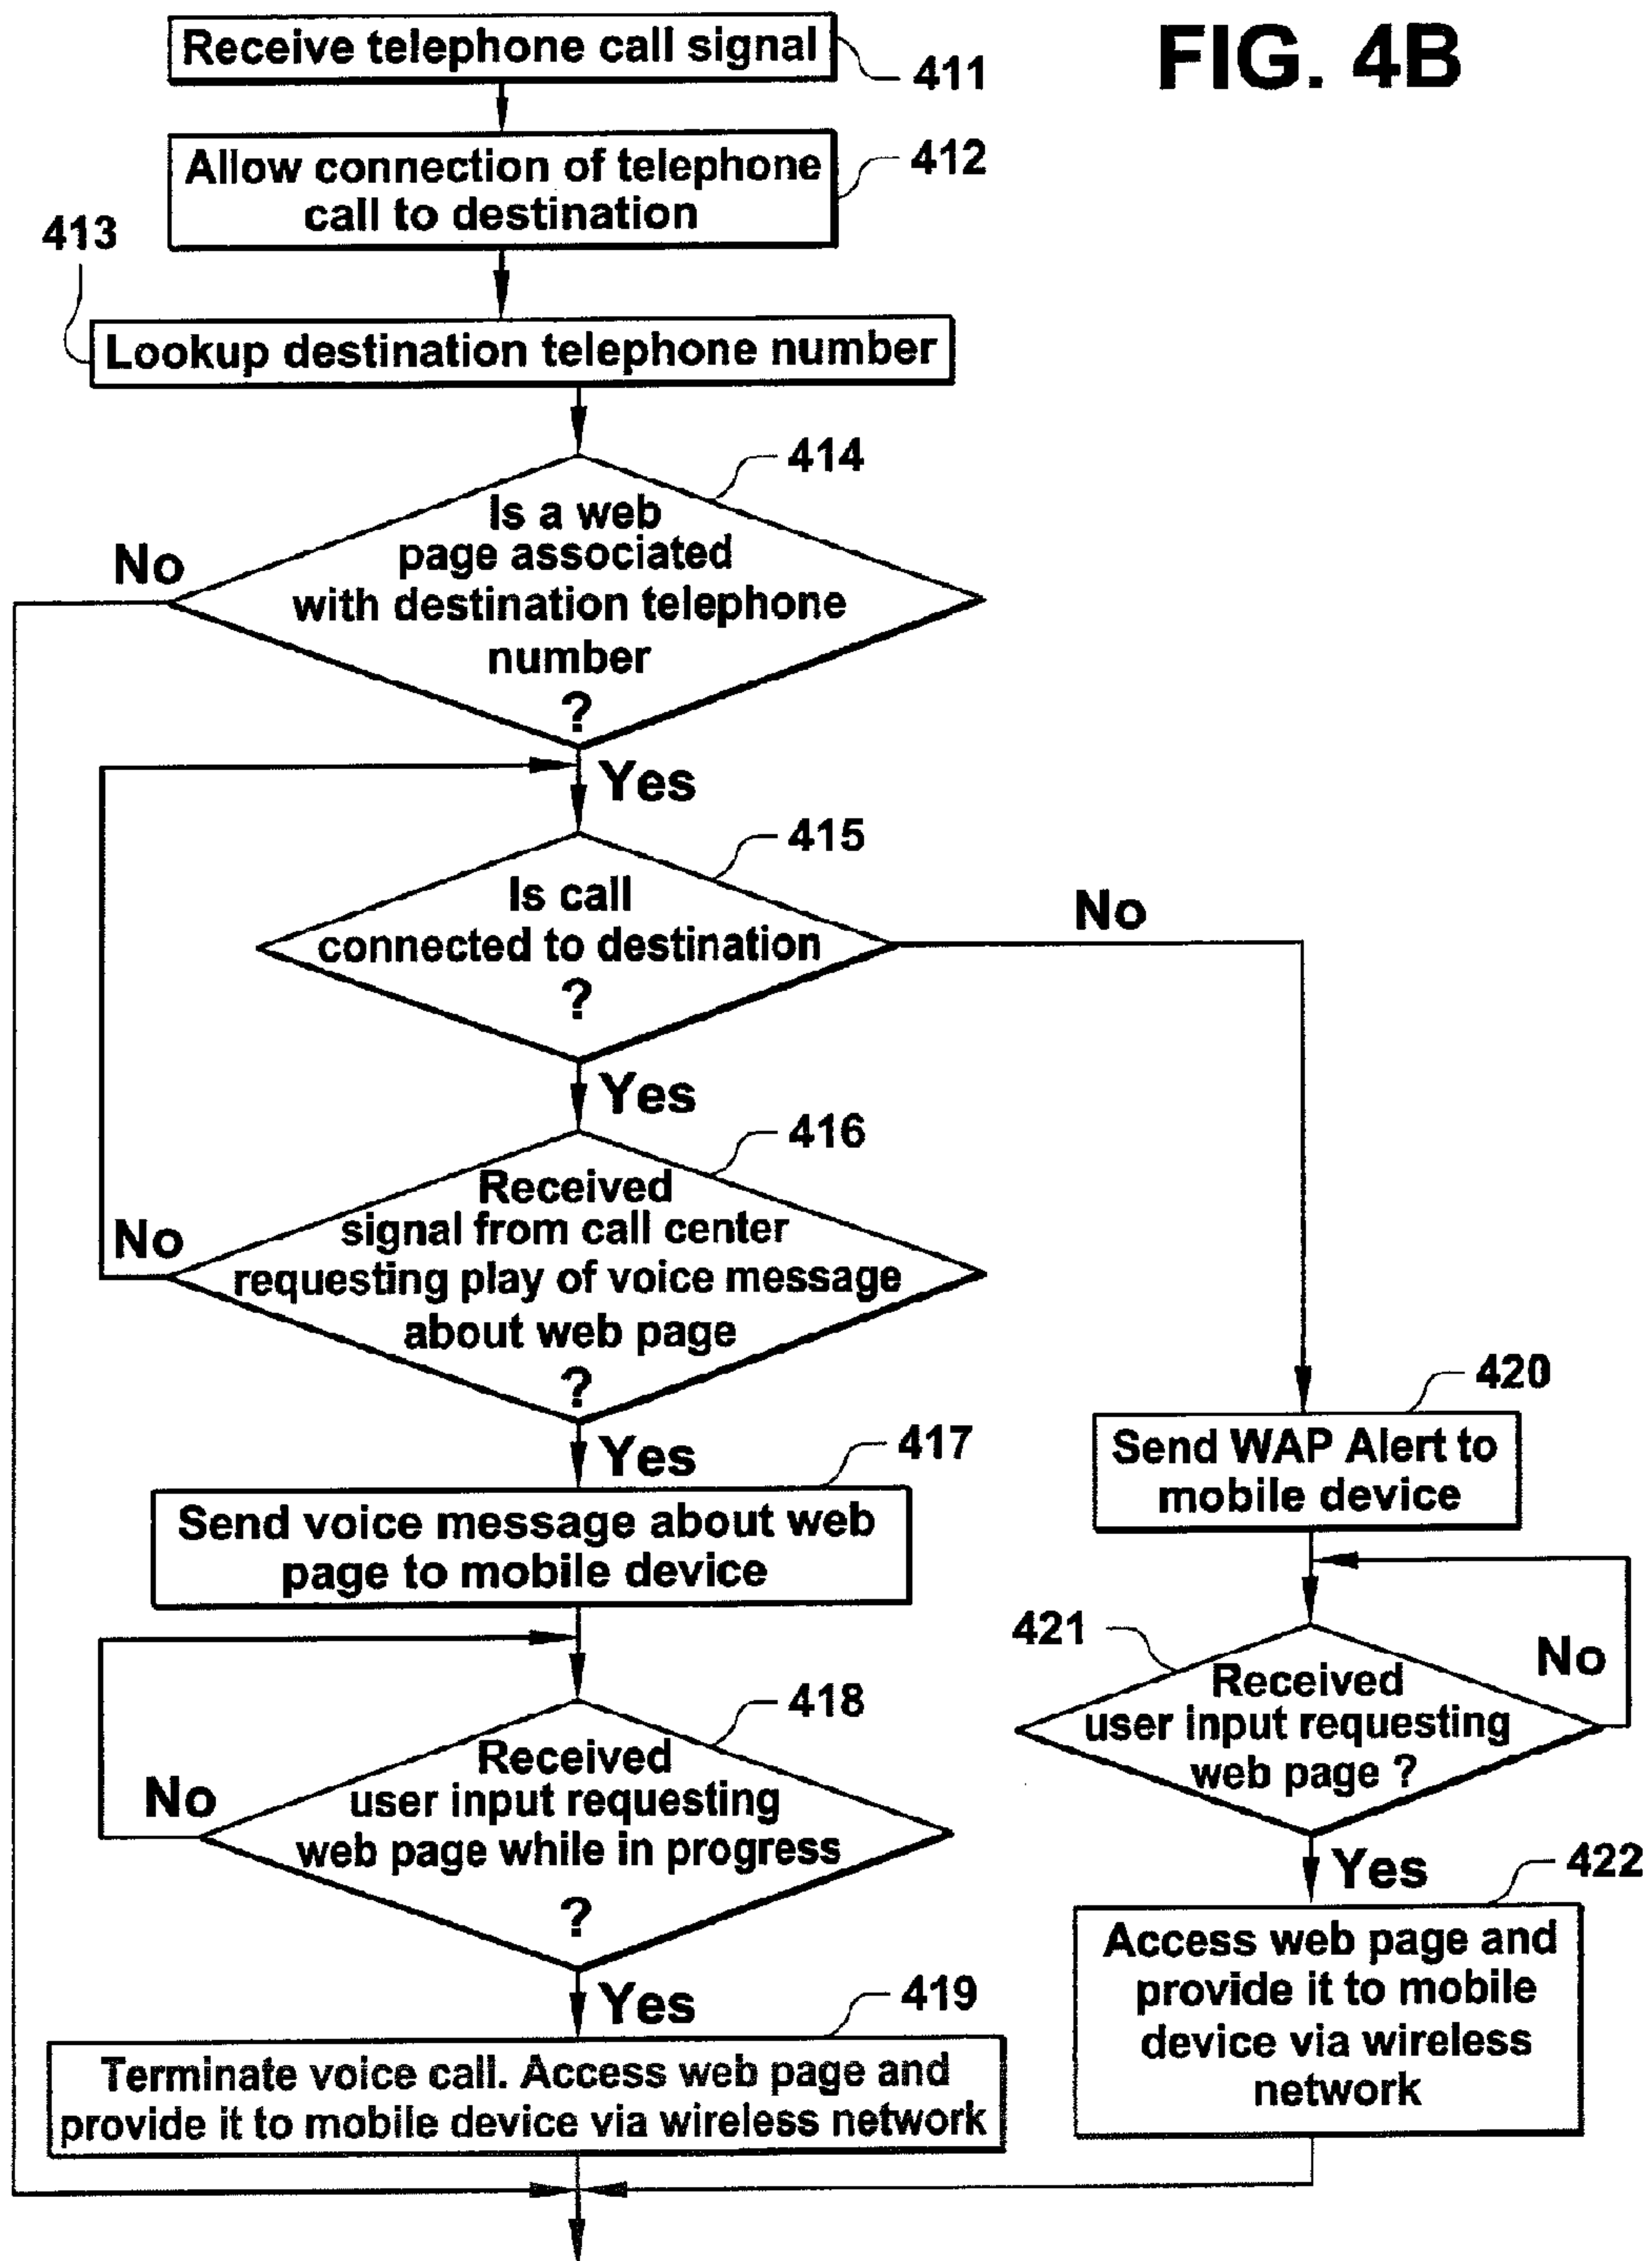 FIG. 4B
Receive telephone call signal
411
Allow connection of telephone
call to destination
412
413
Lookup destination telephone number
414
Is a web
page associated
with destination telephone
number
?
No
Yes
415
Is call
connected to destination
?
No
Yes
416
Received
signal from call center
requesting play of voice message
about web page
?
No
Yes
417
Send voice message about web
page to mobile device
418
Received
user input requesting
web page while in progress
?
No
Yes
419
Terminate voice call. Access web page and
provide it to mobile device via wireless network
420
Send WAP Alert to
mobile device
421
Received
user input requesting
web page ?
No
Yes
422
Access web page and
provide it to mobile
device via wireless
network